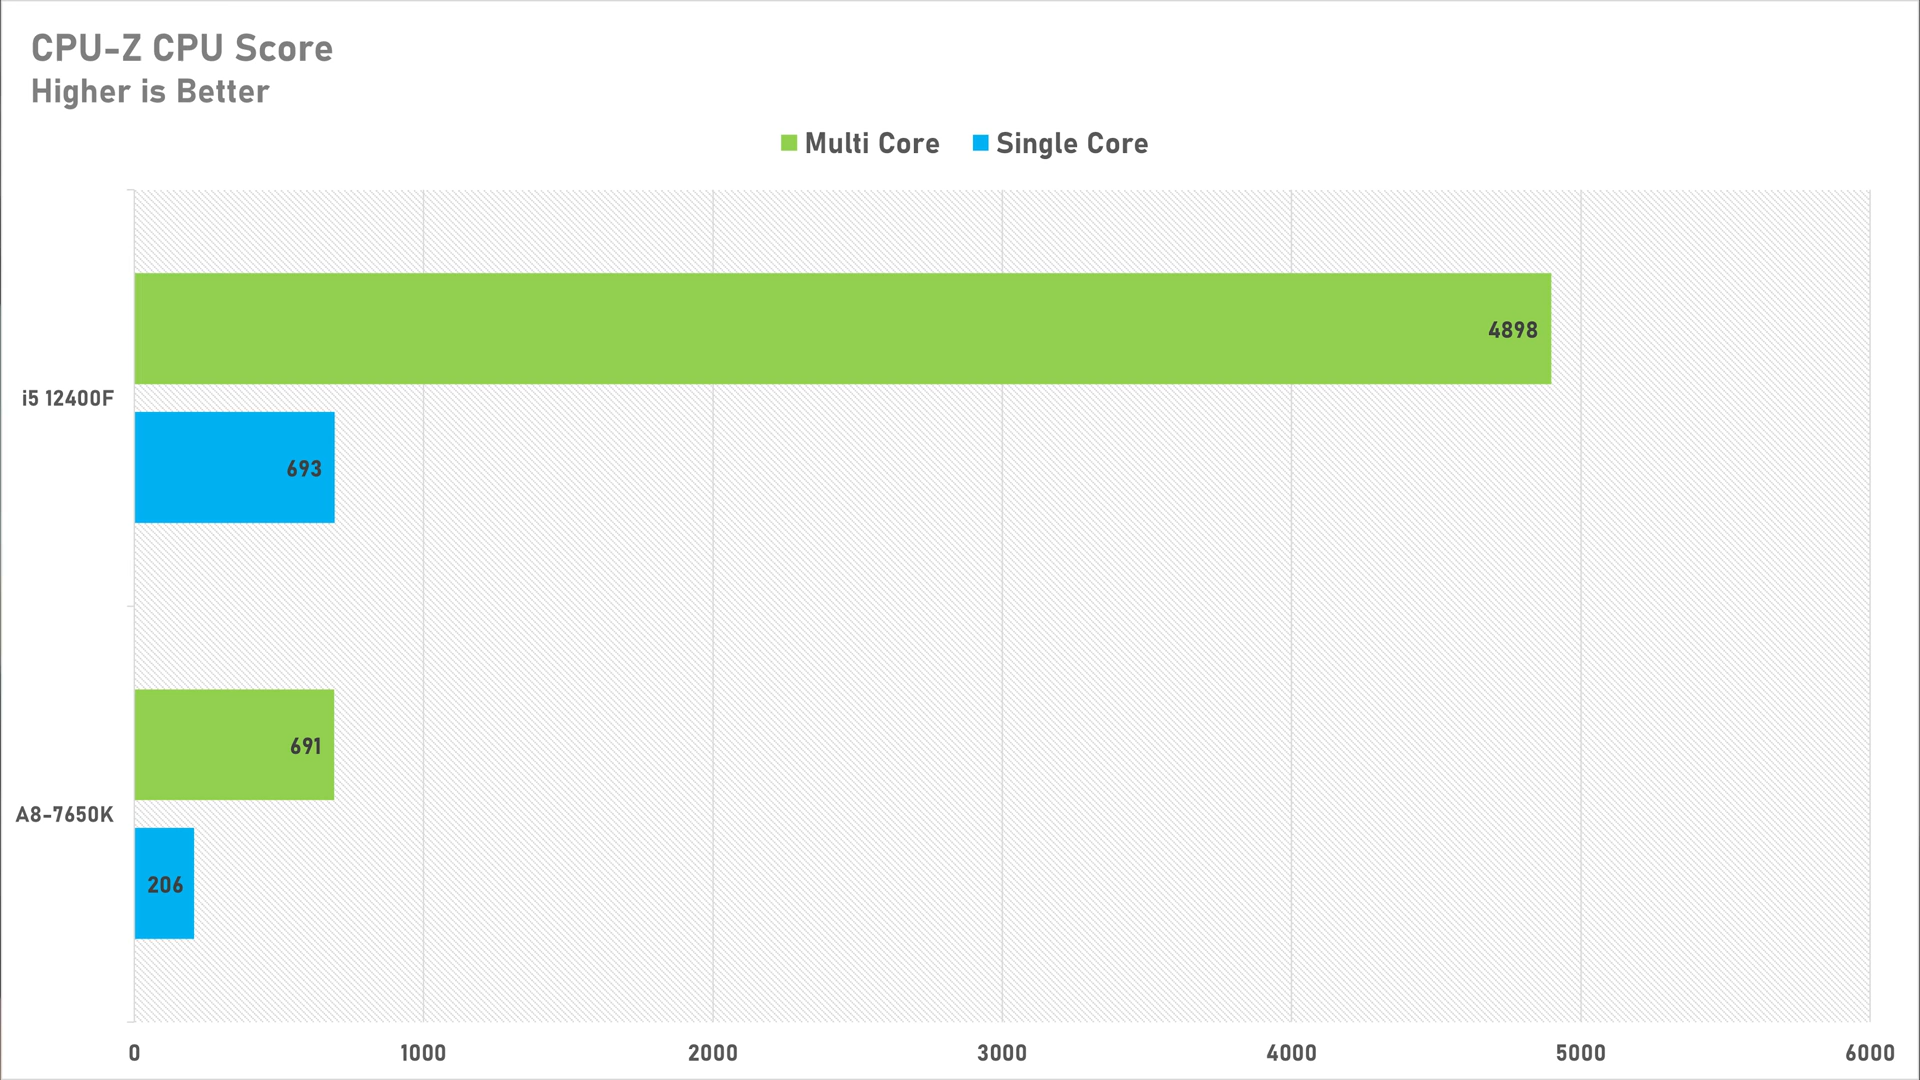 CPU-Z CPU Score
Higher is Better
Multi Core Single Core
4898
i5 12400F
693
691
A8-7650K
206
0 1000 2000 3000 4000 5000 6000